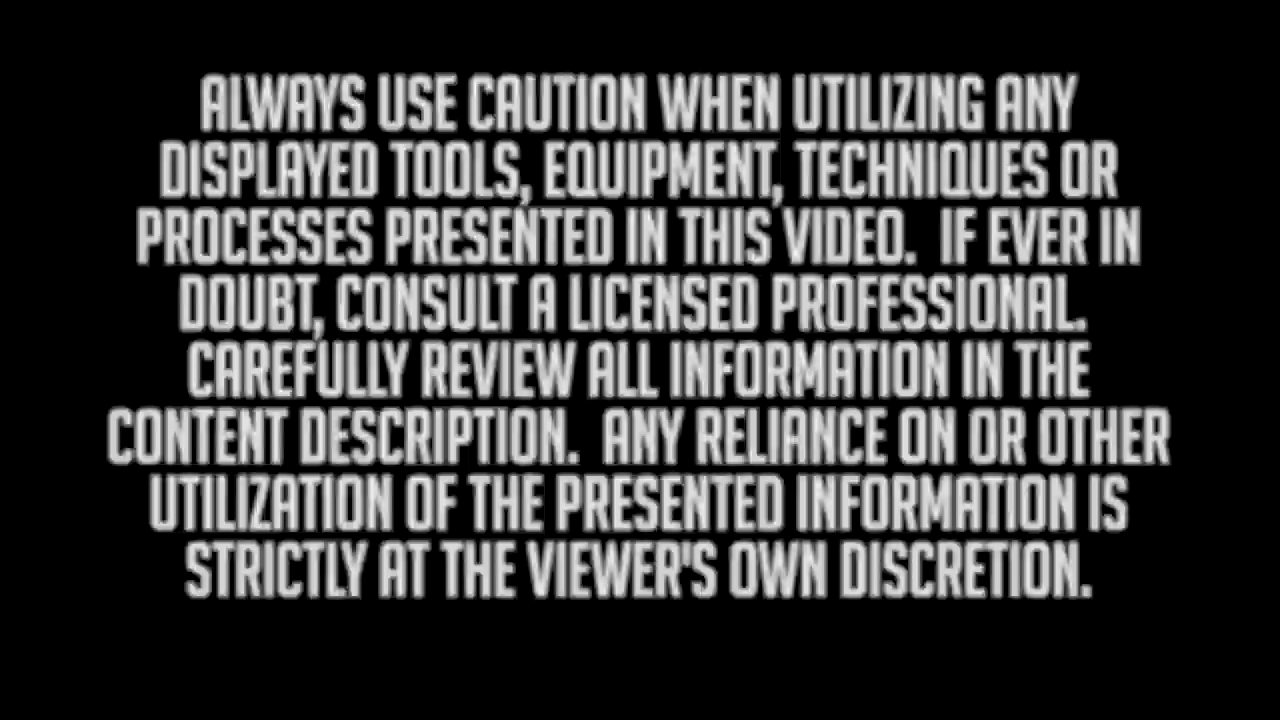 ALWAYS USE CAUTION WHEN UTILIZING ANY
DISPLAYED TOOLS, EQUIPMENT, TECHNIQUES OR
PROCESSES PRESENTED IN THIS VIDEO.  IF EVER IN
DOUBT, CONSULT A LICENSED PROFESSIONAL.
CAREFULLY REVIEW ALL INFORMATION IN THE
CONTENT DESCRIPTION.  ANY RELIANCE ON OR OTHER
UTILIZATION OF THE PRESENTED INFORMATION IS
STRICTLY AT THE VIEWER'S OWN DISCRETION.